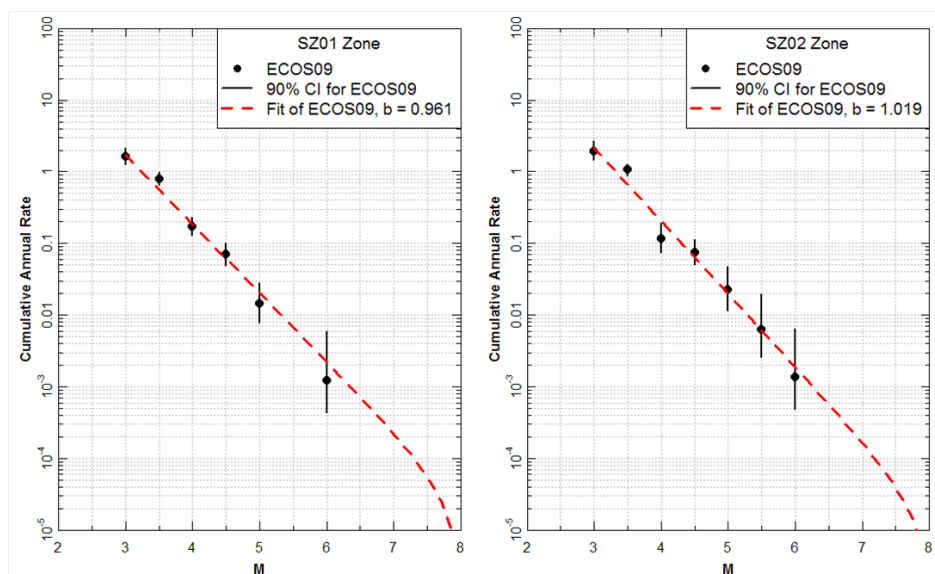 SZ01 Zone
ECOS09
90% CI for ECOS09
Fit of ECOS09, b = 0.961
Cumulative Annual Rate
100
10
1
0.1
0.01
10-3
10-4
10-5
2 3 4 5 6 7 8
M
SZ02 Zone
ECOS09
90% CI for ECOS09
Fit of ECOS09, b = 1.019
Cumulative Annual Rate
100
10
1
0.1
0.01
10-3
10-4
10-5
2 3 4 5 6 7 8
M